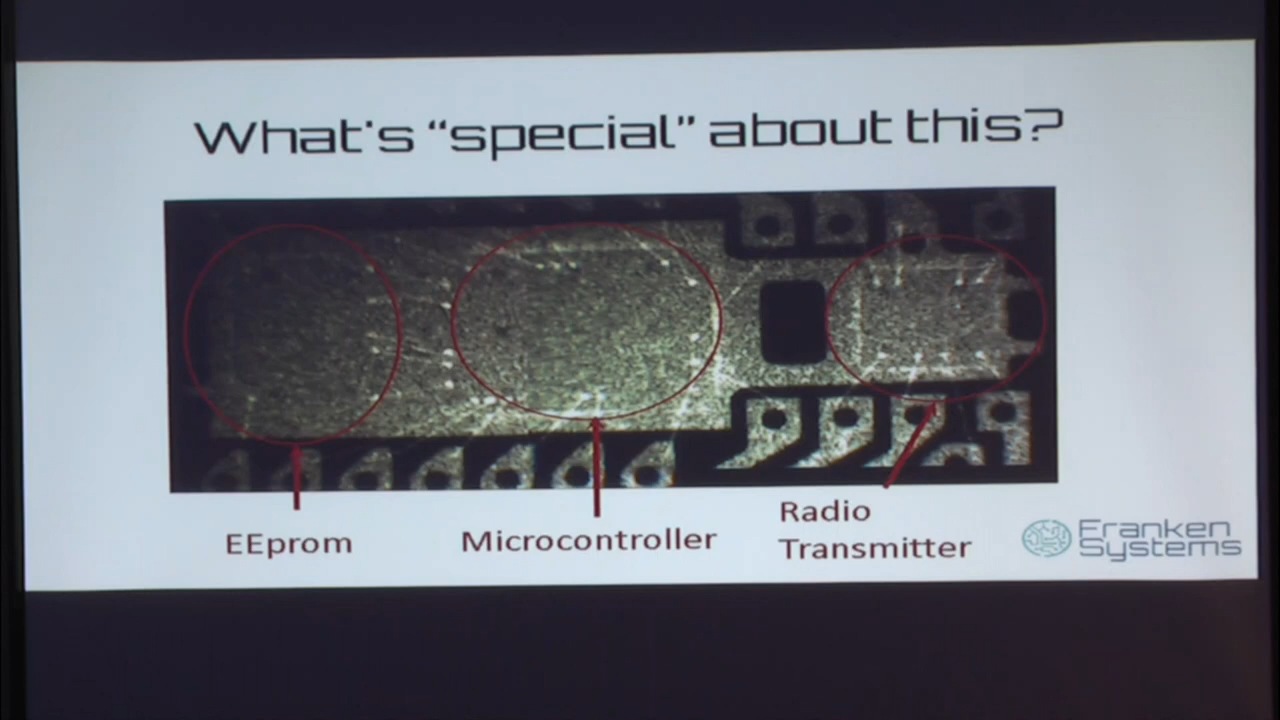 What's “special” about this?
EEprom
Microcontroller
Radio
Transmitter
Franken
Systems